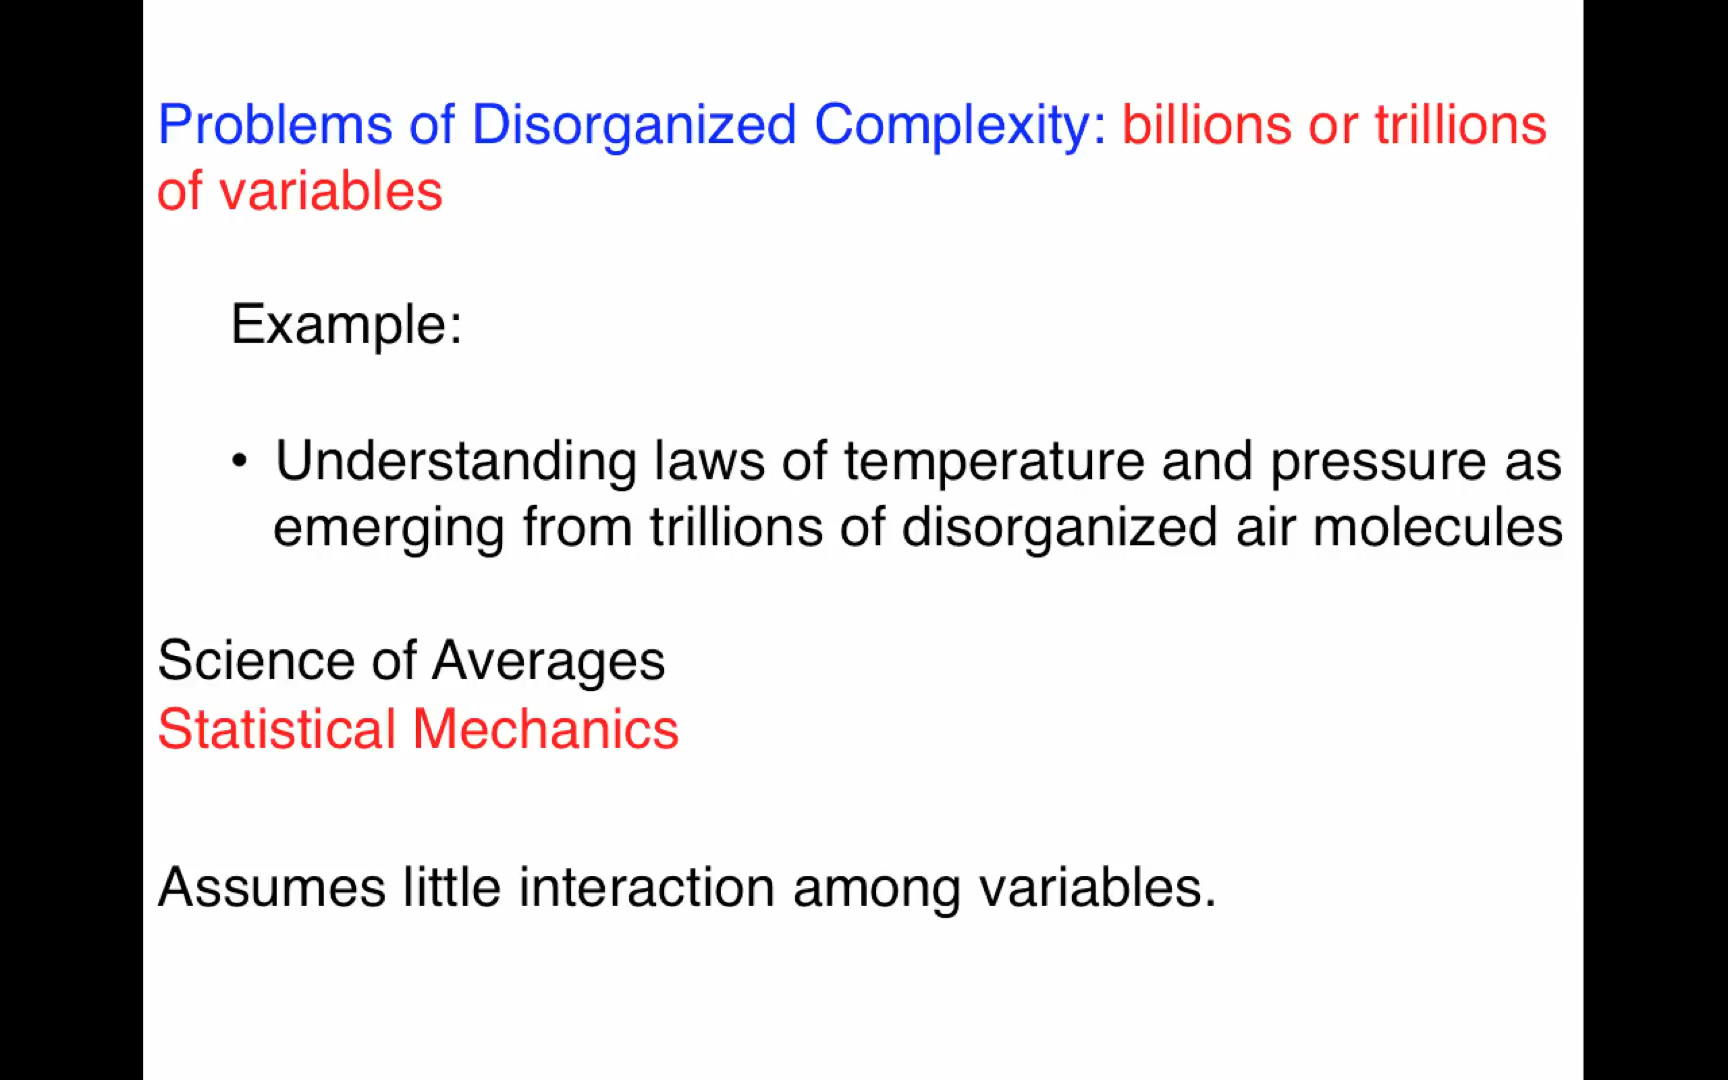 Problems of Disorganized Complexity: billions or trillions
of variables
Example:
• Understanding laws of temperature and pressure as
emerging from trillions of disorganized air molecules
Science of Averages
Statistical Mechanics
Assumes little interaction among variables.